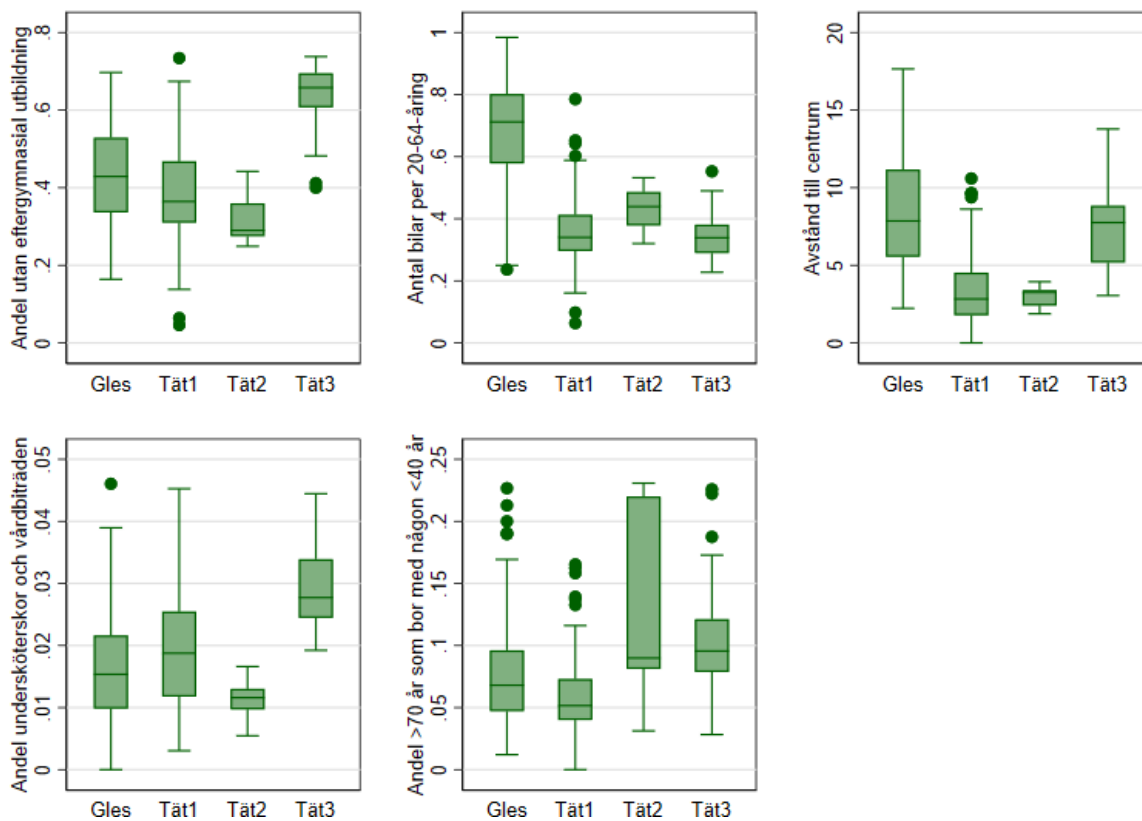 Andel utan eftergymnasial utbildning
0 .2 .4 .6 .8
Gles Tät1 Tät2 Tät3
Antal bilar per 20-64-åring
0 .2 .4 .6 .8 1
Gles Tät1 Tät2 Tät3
Avstånd till centrum
0 5 10 15 20
Gles Tät1 Tät2 Tät3
Andel undersköterskor och vårdbiträden
0 .01 .02 .03 .04 .05
Gles Tät1 Tät2 Tät3
Andel >70 år som bor med någon <40 år
0 .05 .1 .15 .2 .25
Gles Tät1 Tät2 Tät3